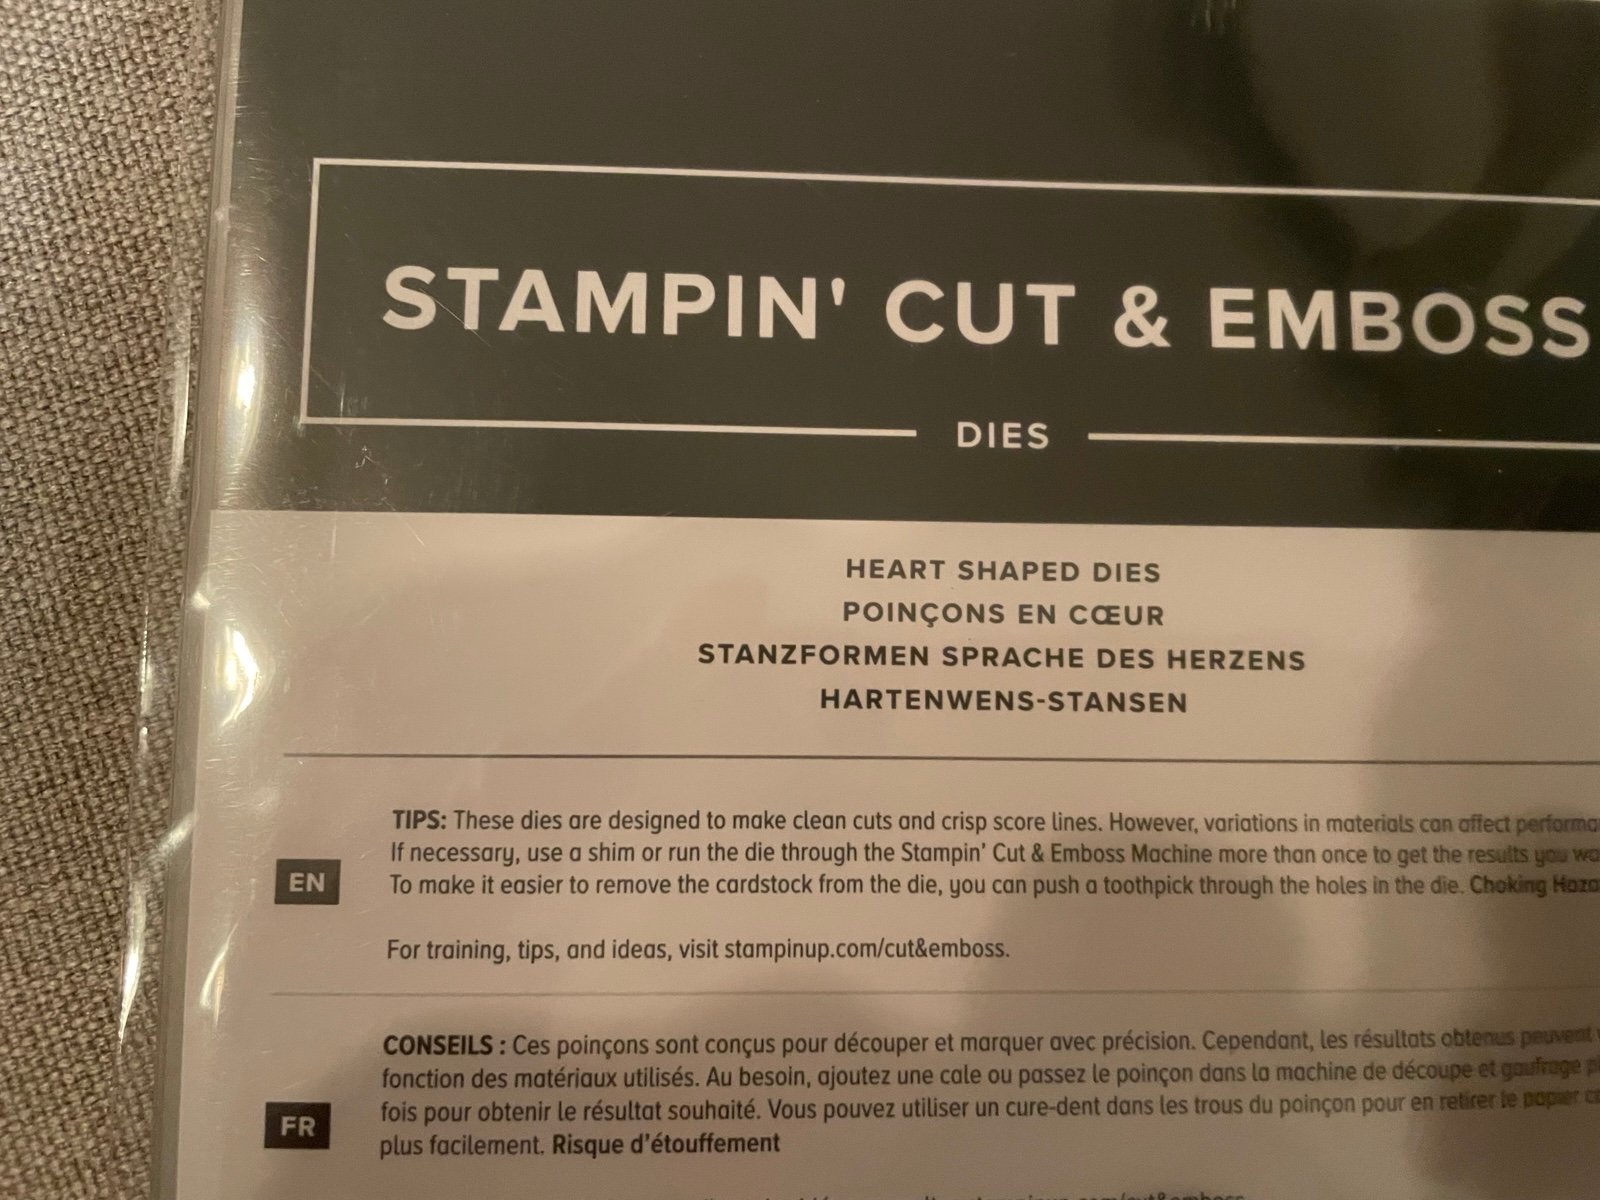 STAMPIN' CUT & EMBOSS
DIES
HEART SHAPED DIES
POINÇONS EN CŒUR
STANZFORMEN SPRACHE DES HERZENS
HARTENWENS-STANSEN
TIPS: These dies are designed to make clean cuts and crisp score lines. However, variations in materials can affect
If necessary, use a shim or run the die through the Stampin' Cut & Emboss Machine more than once to get the results you
EN
To make it easier to remove the cardstock from the die, you can push a toothpick through the holes in the die. Choking
For training, tips, and ideas, visit stampinup.com/cut&emboss.
CONSEILS : Ces poinçons sont conçus pour découper et marquer avec précision. Cependant, les résultats obtenus peuvent
fonction des matériaux utilisés. Au besoin, ajoutez une cale ou passez le poinçon dans la machine de découpe et gaufrage
FR
fois pour obtenir le résultat souhaité. Vous pouvez utiliser un cure-dent dans les trous du poinçon pour en retirer le papier
plus facilement. Risque d'étouffement